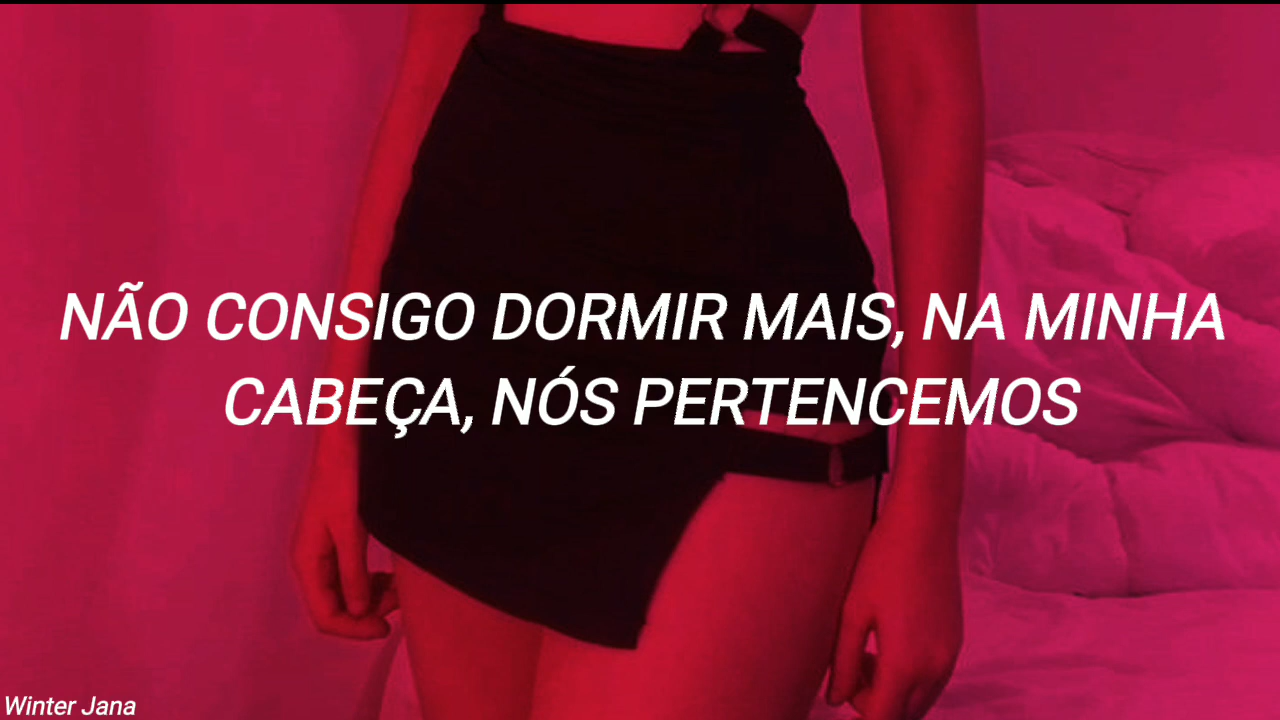 NÃO CONSIGO DORMIR MAIS, NA MINHA
CABEÇA, NÓS PERTENCEMOS
Winter Jana